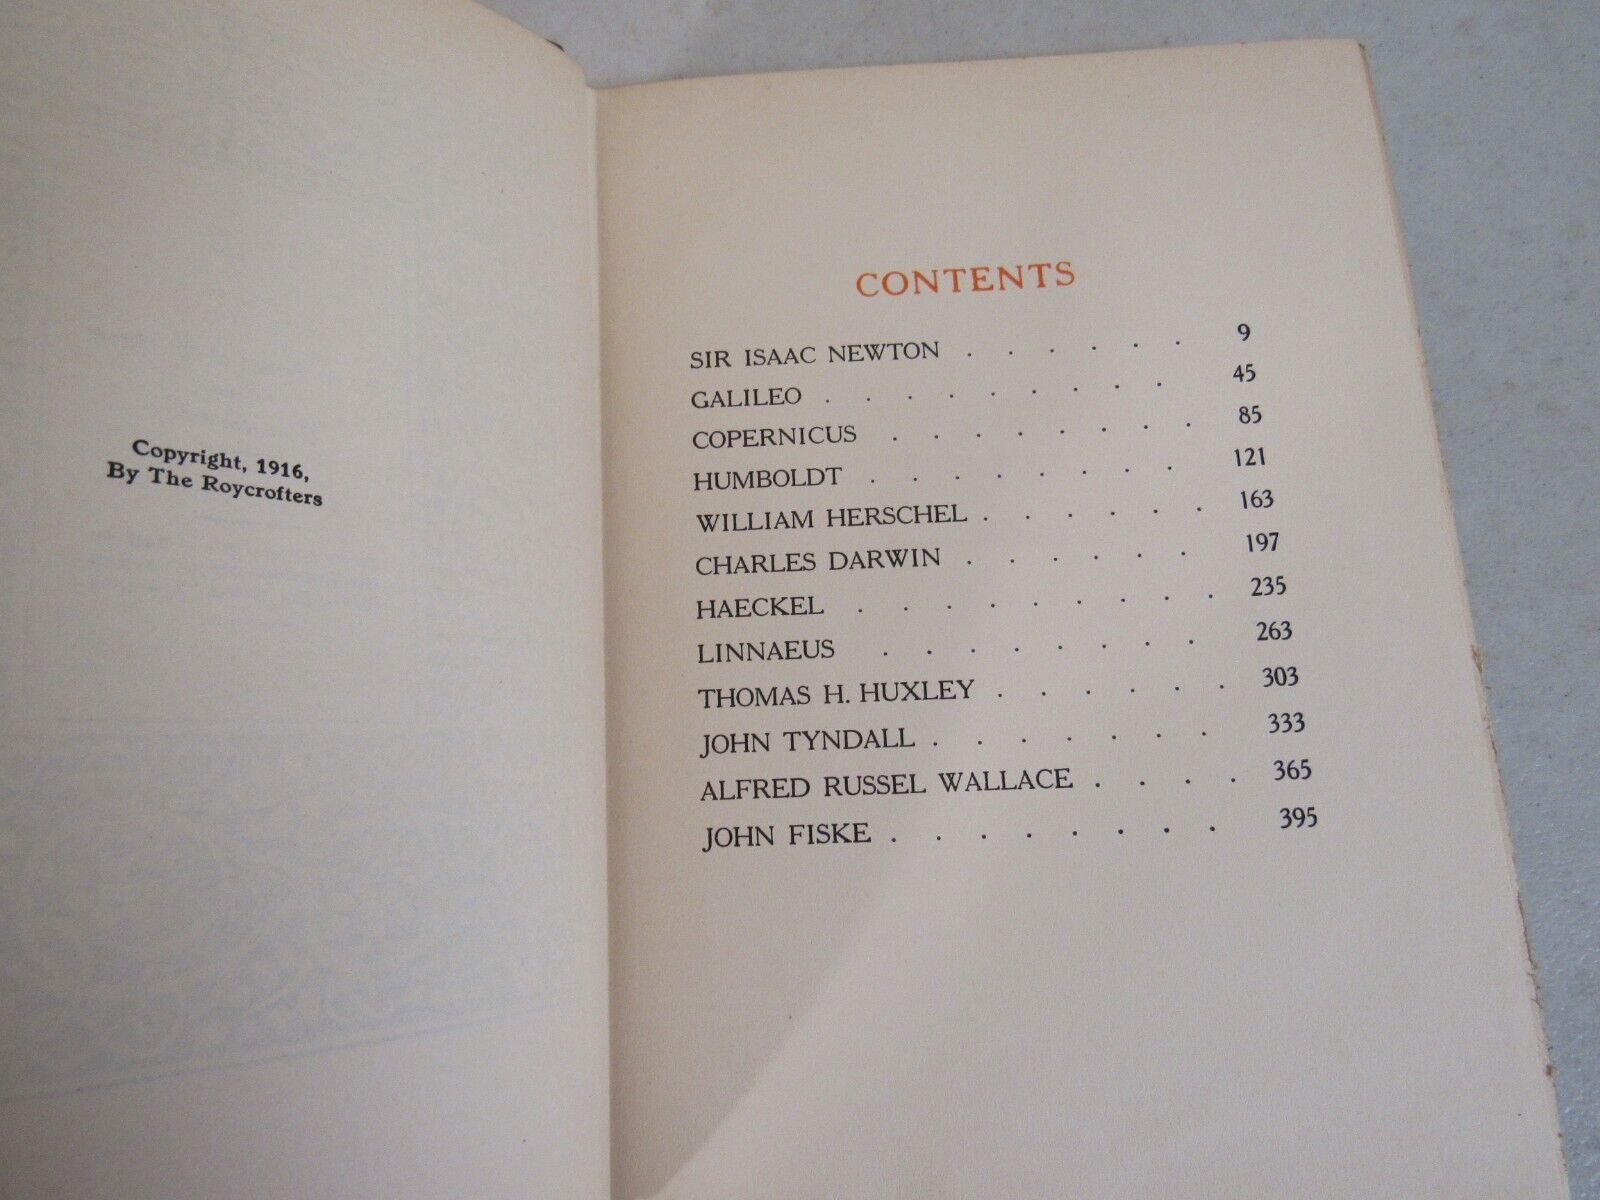 Copyright, 1916,
By The Roycrofters
CONTENTS
SIR ISAAC NEWTON . . . . . . 9
GALILEO . . . . . . . . 45
COPERNICUS . . . . . . . . 85
HUMBOLDT . . . . . . . 121
WILLIAM HERSCHEL . . . . . . 163
CHARLES DARWIN . . . . . . 197
HAECKEL . . . . . . . . . 235
LINNAEUS . . . . . . . . 263
THOMAS H. HUXLEY . . . . . . 303
JOHN TYNDALL . . . . . . . 333
ALFRED RUSSEL WALLACE . . . . 365
JOHN FISKE . . . . . . . . 395